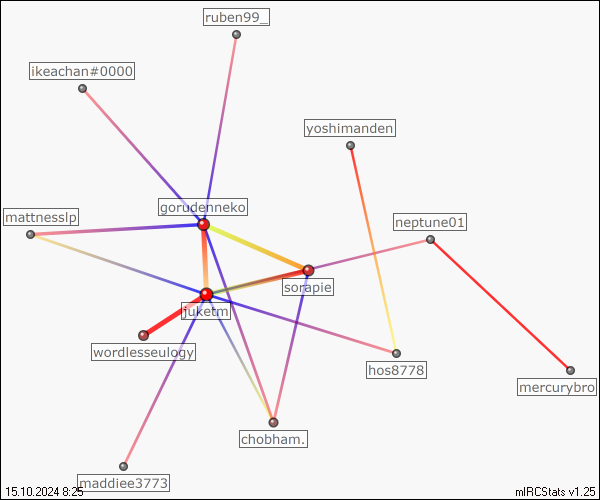 ruben99_
ikeachan#0000
yoshimanden
gorudenneko
mattnesslp
neptune01
sorapie
juketm
wordlesseulogy
hos8778
mercurybro
chobham.
maddiee3773
15.10.2024 8:25
mIRCStats v1.25